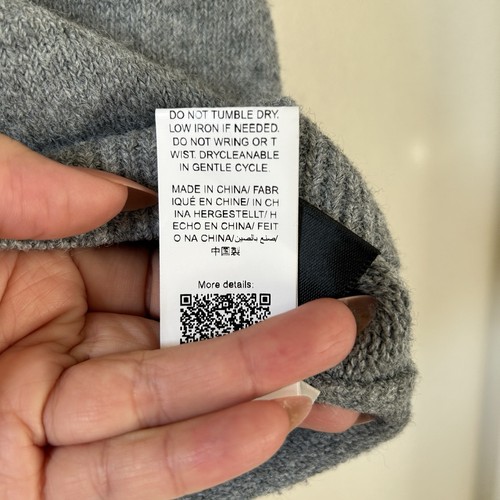 DO NOT TUMBLE DRY.
LOW IRON IF NEEDED.
DO NOT WRING OR T
WIST. DRYCLEANABLE
IN GENTLE CYCLE.
MADE IN CHINA/ FABR
IQUÉ EN CHINE/ IN CH
INA HERGESTELLT/ H
ECHO EN CHINA/ FEIT
O NA CHINA/صنع بالصين/
中国製
More details: